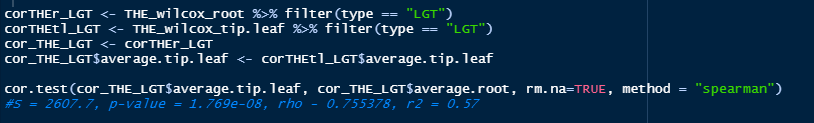 corTHEr_LGT <- THE_wilcox_root %>% filter(type == "LGT")
corTHEtl_LGT <- THE_wilcox_tip.leaf %>% filter(type == "LGT")
cor_THE_LGT <- corTHEr_LGT
cor_THE_LGT$average.tip.leaf <- corTHEtl_LGT$average.tip.leaf
cor.test(cor_THE_LGT$average.tip.leaf, cor_THE_LGT$average.root, rm.na=TRUE, method = "spearman")
#S = 2607.7, p-value = 1.769e-08, rho - 0.755378, r2 = 0.57